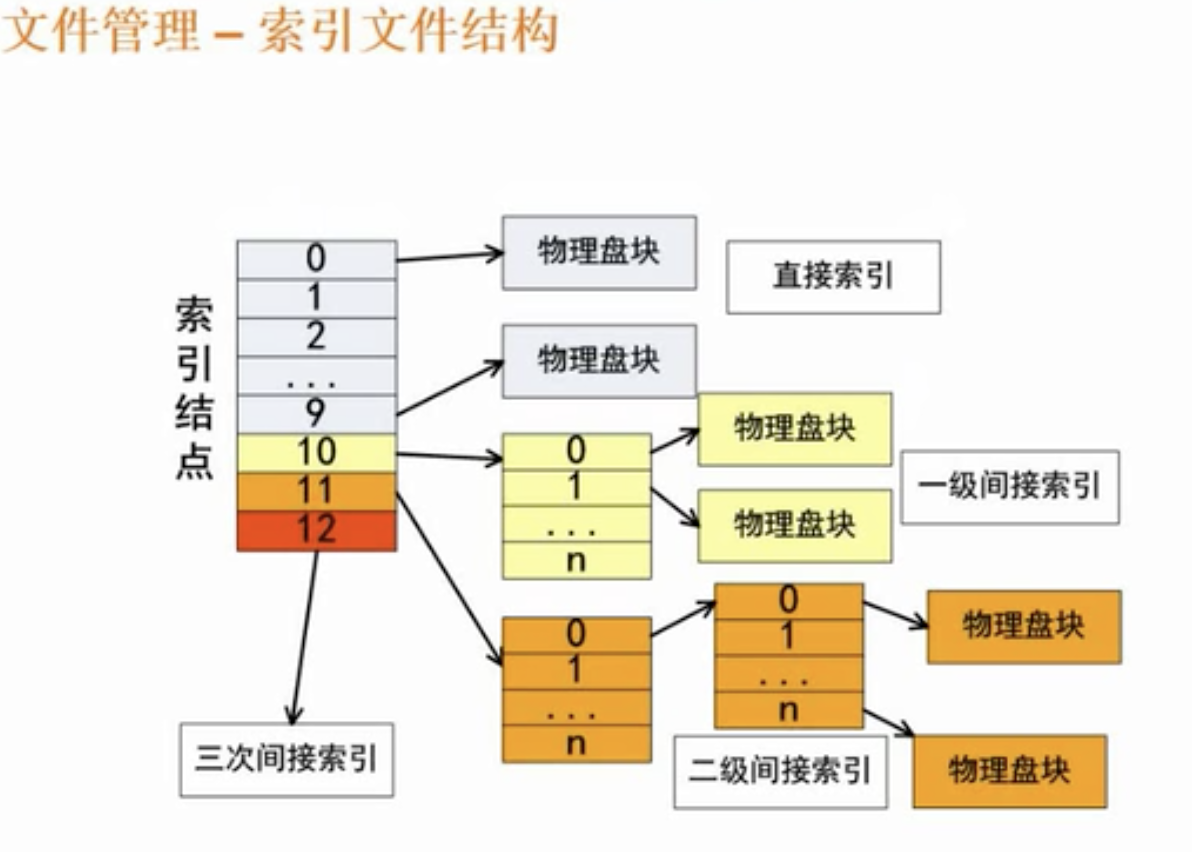 文件管理 – 索引文件结构
索引结点
0
1
2
...
9
10
11
12
物理盘块
直接索引
物理盘块
0
1
...
n
物理盘块
物理盘块
一级间接索引
0
1
...
n
0
1
...
n
物理盘块
物理盘块
二级间接索引
三次间接索引